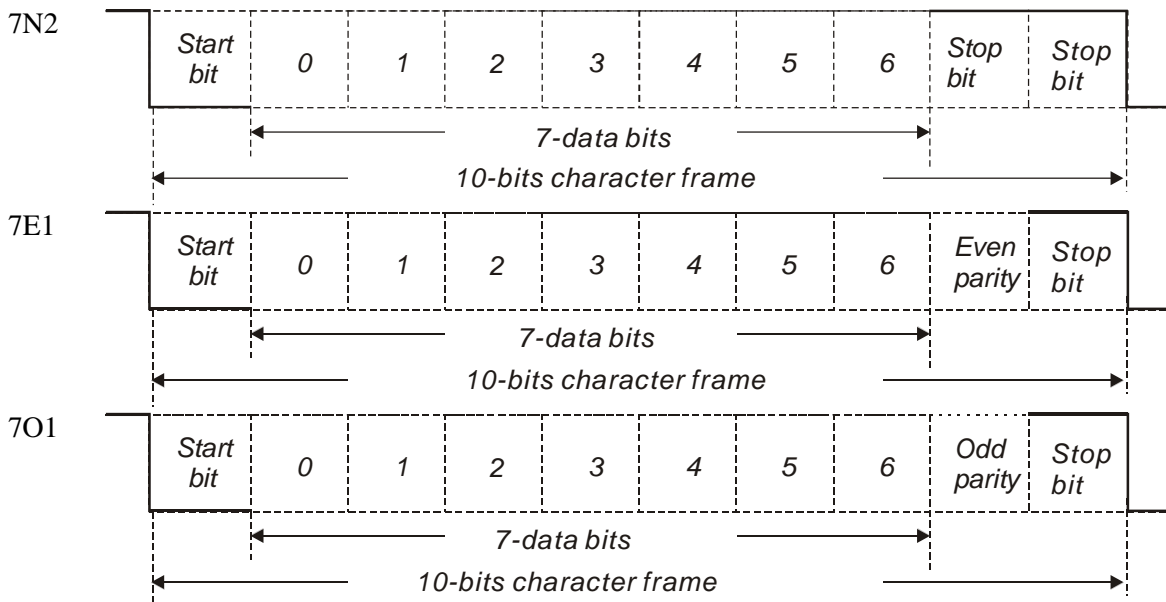 7N2
Start bit 0 1 2 3 4 5 6 Stop bit Stop bit
7-data bits
10-bits character frame
7E1
Start bit 0 1 2 3 4 5 6 Even parity Stop bit
7-data bits
10-bits character frame
7O1
Start bit 0 1 2 3 4 5 6 Odd parity Stop bit
7-data bits
10-bits character frame